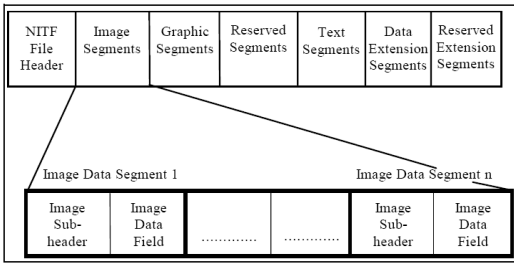 NITF File Header
Image Segments
Graphic Segments
Reserved Segments
Text Segments
Data Extension Segments
Reserved Extension Segments
Image Data Segment 1
Image Data Segment n
Image Sub-header
Image Data Field
.............
.............
Image Sub-header
Image Data Field